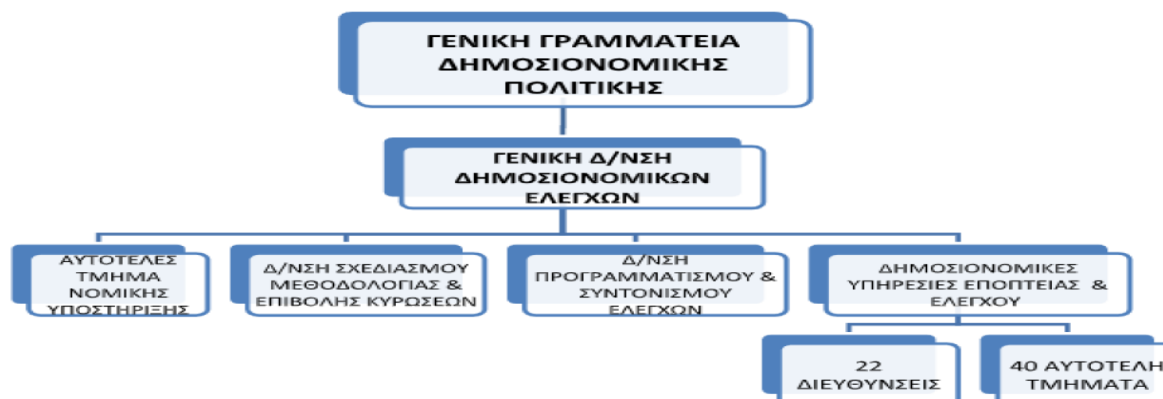 ΓΕΝΙΚΗ ΓΡΑΜΜΑΤΕΙΑ
ΔΗΜΟΣΙΟΝΟΜΙΚΗΣ
ΠΟΛΙΤΙΚΗΣ
ΓΕΝΙΚΗ Δ/ΝΣΗ
ΔΗΜΟΣΙΟΝΟΜΙΚΩΝ
ΕΛΕΓΧΩΝ
ΑΥΤΟΤΕΛΕΣ
ΤΜΗΜΑ
ΝΟΜΙΚΗΣ
ΥΠΟΣΤΗΡΙΞΗΣ
Δ/ΝΣΗ ΣΧΕΔΙΑΣΜΟΥ
ΜΕΘΟΔΟΛΟΓΙΑΣ &
ΕΠΙΒΟΛΗΣ ΚΥΡΩΣΕΩΝ
Δ/ΝΣΗ
ΠΡΟΓΡΑΜΜΑΤΙΣΜΟΥ &
ΣΥΝΤΟΝΙΣΜΟΥ
ΕΛΕΓΧΩΝ
ΔΗΜΟΣΙΟΝΟΜΙΚΕΣ
ΥΠΗΡΕΣΙΕΣ ΕΠΟΠΤΕΙΑΣ &
ΕΛΕΓΧΟΥ
22
ΔΙΕΥΘΥΝΣΕΙΣ
40 ΑΥΤΟΤΕΛΗ
ΤΜΗΜΑΤΑ